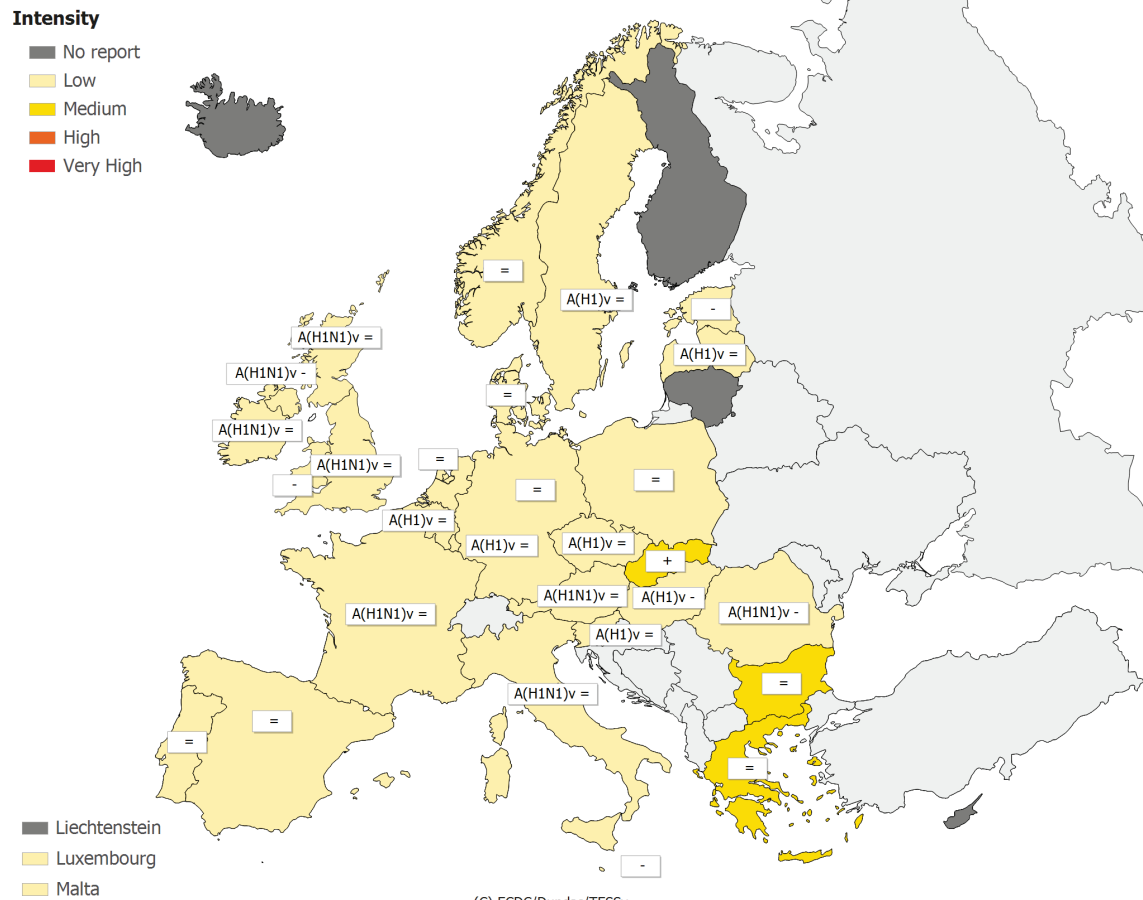 Intensity
No report
Low
Medium
High
Very High
=
A(H1)v =
-
A(H1N1)v =
A(H1)v =
A(H1N1)v -
=
A(H1N1)v =
=
A(H1N1)v =
=
=
-
A(H1)v =
A(H1)v =
A(H1)v =
+
A(H1N1)v =
A(H1)v -
A(H1N1)v =
A(H1N1)v -
A(H1)v =
=
A(H1N1)v =
=
=
=
Liechtenstein
Luxembourg
-
Malta